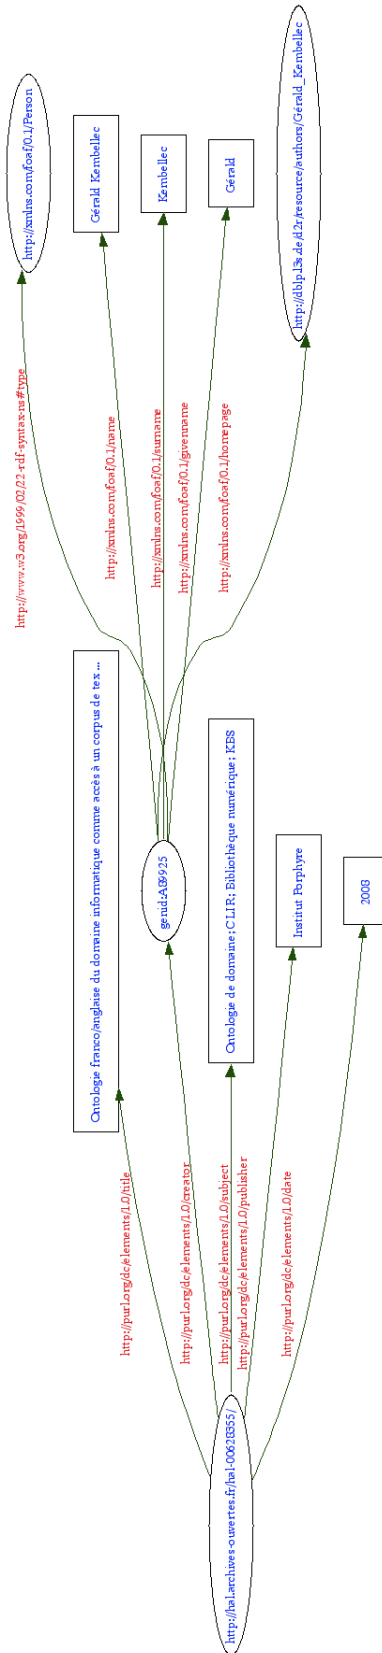 http://xmlns.com/foaf/0.1/Person
Gérald Kembellec
Kembellec
Gérald
http://dblp.l3s.de/d2r/resource/authors/Gérald_Kembellec
http://www.w3.org/1999/02/22-rdf-syntax-ns#type
http://xmlns.com/foaf/0.1/name
http://xmlns.com/foaf/0.1/surname
http://xmlns.com/foaf/0.1/givenname
http://xmlns.com/foaf/0.1/homepage
Ontologie franco/anglaise du domaine informatique comme accès à un corpus de tex ...
genid:A89925
Ontologie de domaine; CLIR; Bibliothèque numérique; KBS
Institut Porphyre
2008
http://purl.org/dc/elements/1.0/title
http://purl.org/dc/elements/1.0/creator
http://purl.org/dc/elements/1.0/subject
http://purl.org/dc/elements/1.0/publisher
http://purl.org/dc/elements/1.0/date
http://hal.archives-ouvertes.fr/hal-00628355/